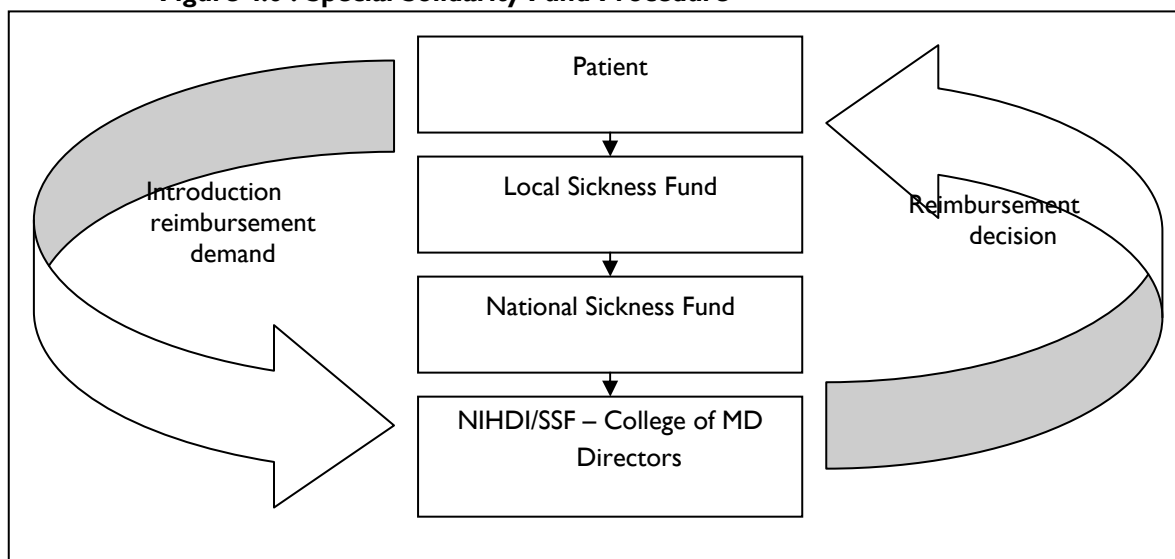 Patient
Local Sickness Fund
Introduction
reimbursement
demand
Reimbursement
decision
National Sickness Fund
NIHDI/SSF – College of MD
Directors